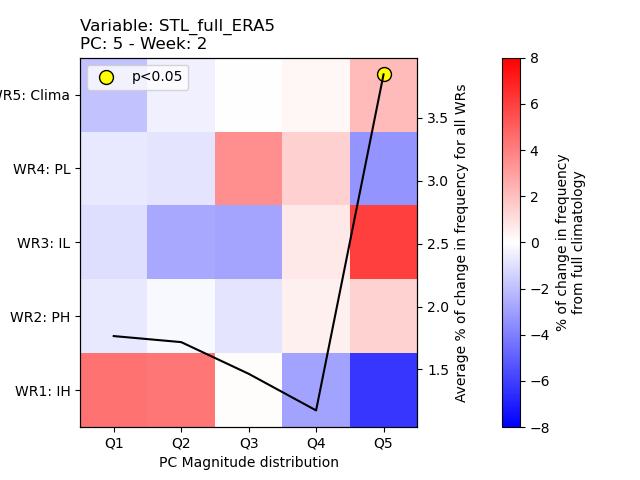 Variable: STL_full_ERA5
PC: 5 - Week: 2
p<0.05
R5: Clima
WR4: PL
WR3: IL
WR2: PH
WR1: IH
Q1 Q2 Q3 Q4 Q5
PC Magnitude distribution
3.5
3.0
2.5
2.0
1.5
Average % of change in frequency for all WRs
8
6
4
2
0
−2
−4
−6
−8
% of change in frequency
from full climatology